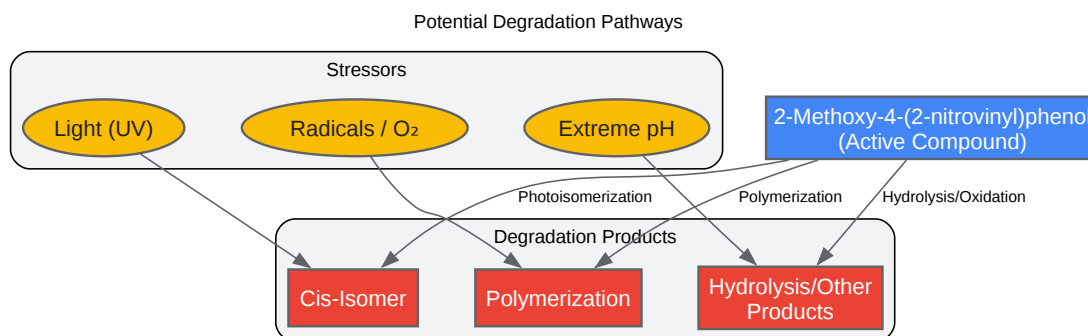 Potential Degradation Pathways
Stressors
Light (UV)
Radicals / O₂
Extreme pH
2-Methoxy-4-(2-nitrovinyl)phenol
(Active Compound)
Photoisomerization
Polymerization
Hydrolysis/Oxidation
Degradation Products
Cis-Isomer
Polymerization
Hydrolysis/Other
Products